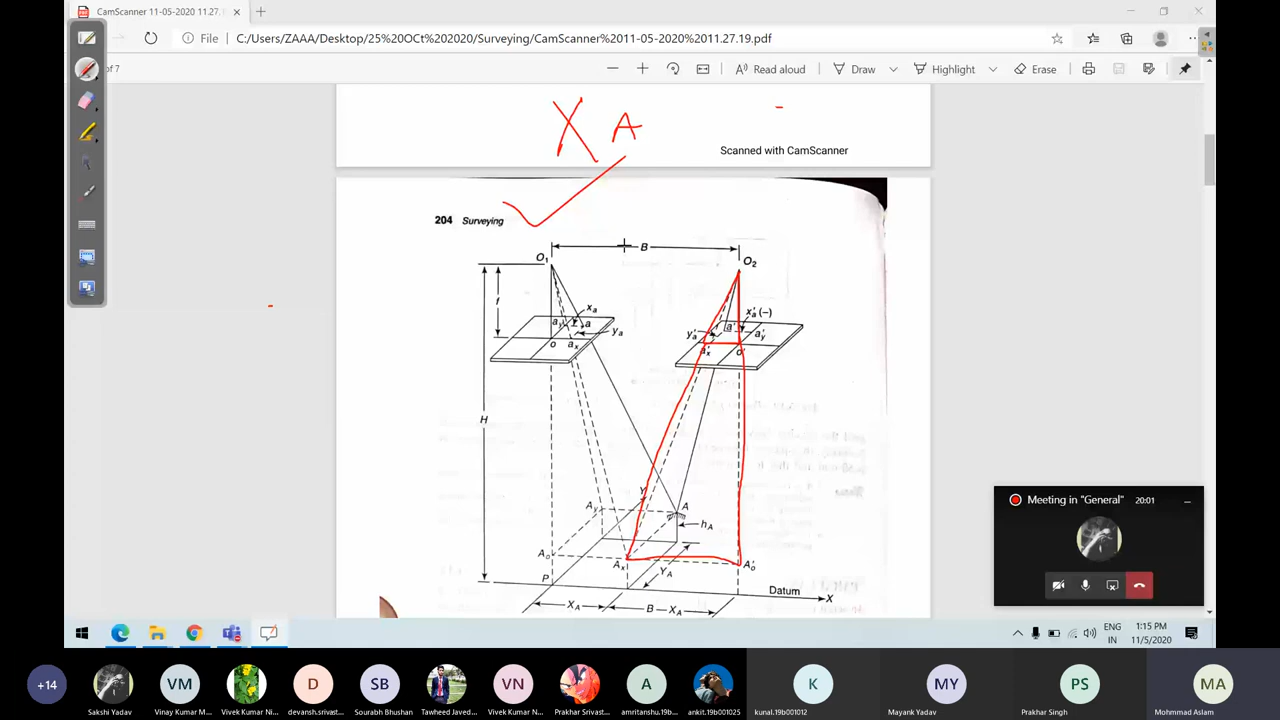 CamScanner 11-05-2020 11.27.1
File
C:/Users/ZAAA/Desktop/25%20OCt%202020/Surveying/CamScanner%2011-05-2020%2011.27.19.pdf
of 7
Read aloud
Draw
Highlight
Erase
X A
Scanned with CamScanner
204 Surveying
B
O1
O2
f
xa
x'a (-)
ay
a
ya
y'a
a'
a'y
o
ax
a'x
o'
H
Y
Ay
A
hA
Ao
Ax
YA
A'o
P
Datum
X
XA
B-XA
Meeting in "General"
20:01
ENG
IN
1:15 PM
11/5/2020
+14
VM
D
SB
VN
A
K
MY
PS
MA
Sakshi Yadav
Vinay Kumar M...
Vivek Kumar Ni...
devansh.srivast...
Sourabh Bhushan
Tawheed Javed...
Vivek Kumar N...
Prakhar Srivast...
amritanshu.19b...
ankit.19b001025
kunal.19b001012
Mayank Yadav
Prakhar Singh
Mohmmad Aslam